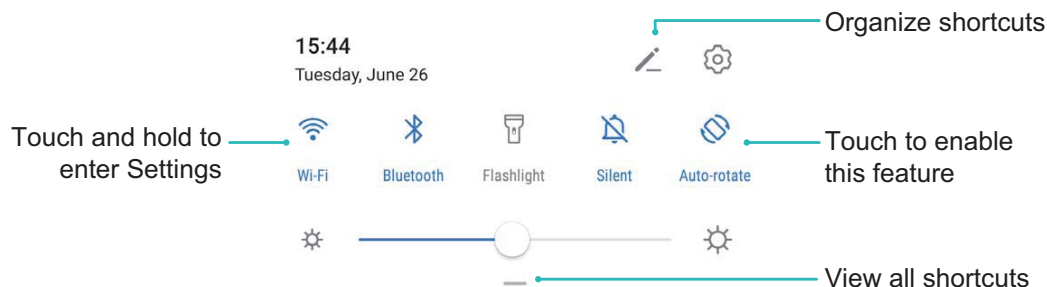 Organize shortcuts
15:44
Tuesday, June 26
Touch and hold to
enter Settings
Wi-Fi
Bluetooth
Flashlight
Silent
Auto-rotate
Touch to enable
this feature
View all shortcuts